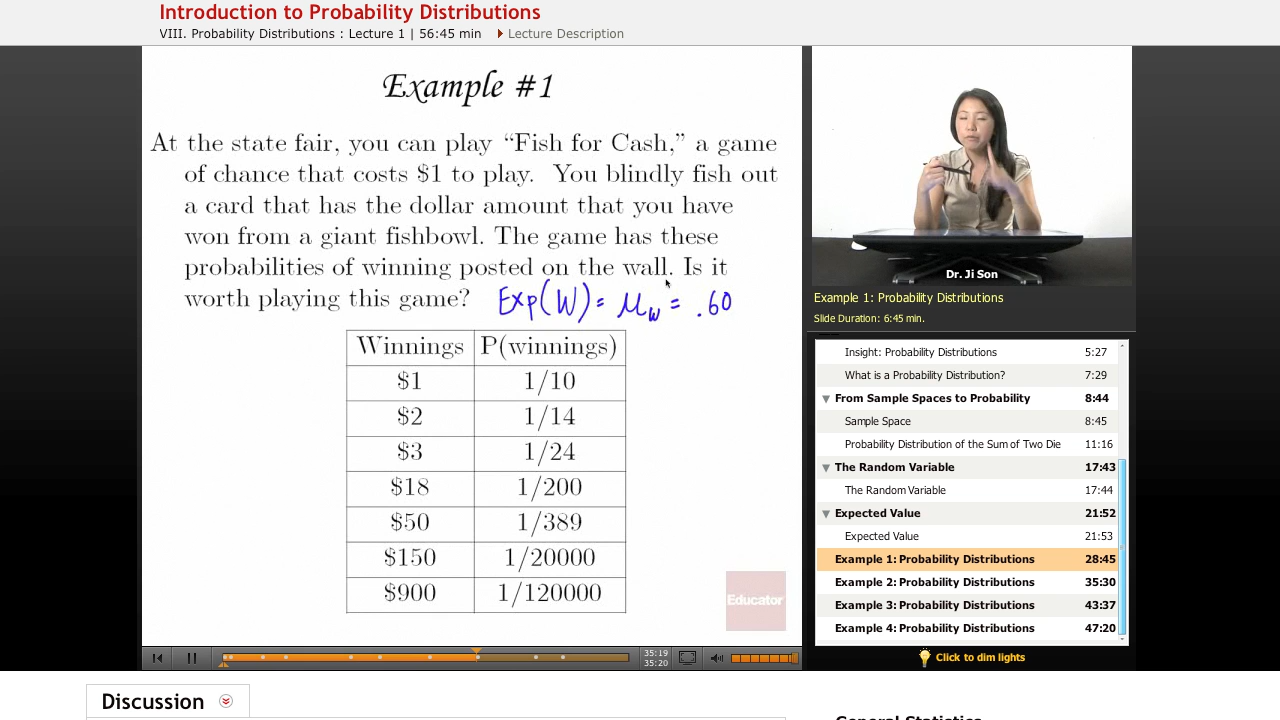 Introduction to Probability Distributions
VIII. Probability Distributions : Lecture 1 | 56:45 min Lecture Description
Example #1
At the state fair, you can play “Fish for Cash,” a game
of chance that costs $1 to play. You blindly fish out
a card that has the dollar amount that you have
won from a giant fishbowl. The game has these
probabilities of winning posted on the wall. Is it
worth playing this game? Exp(W) = μw = .60
Winnings P(winnings)
$1 1/10
$2 1/14
$3 1/24
$18 1/200
$50 1/389
$150 1/20000
$900 1/120000
Educator
35:19
35:20
Dr. Ji Son
Example 1: Probability Distributions
Slide Duration: 6:45 min.
Insight: Probability Distributions 5:27
What is a Probability Distribution? 7:29
From Sample Spaces to Probability 8:44
Sample Space 8:45
Probability Distribution of the Sum of Two Die 11:16
The Random Variable 17:43
The Random Variable 17:44
Expected Value 21:52
Expected Value 21:53
Example 1: Probability Distributions 28:45
Example 2: Probability Distributions 35:30
Example 3: Probability Distributions 43:37
Example 4: Probability Distributions 47:20
Click to dim lights
Discussion
General Statistics